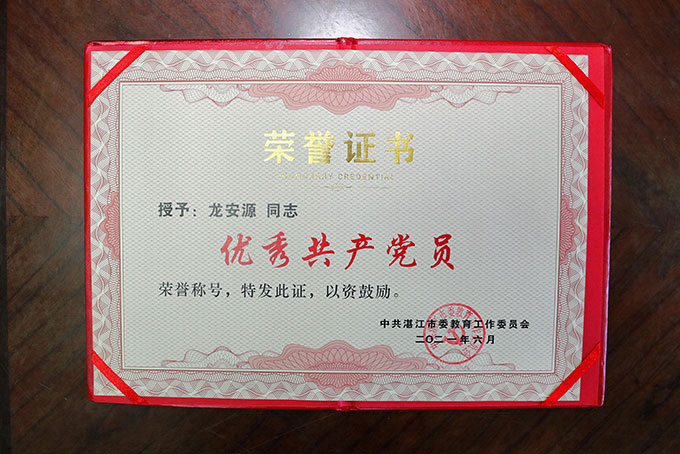 荣誉证书
HONORARY CREDENTIAL
授予：龙安源 同志
优秀共产党员
荣誉称号，特发此证，以资鼓励。
中共湛江市委教育工作委员会
二〇二一年六月